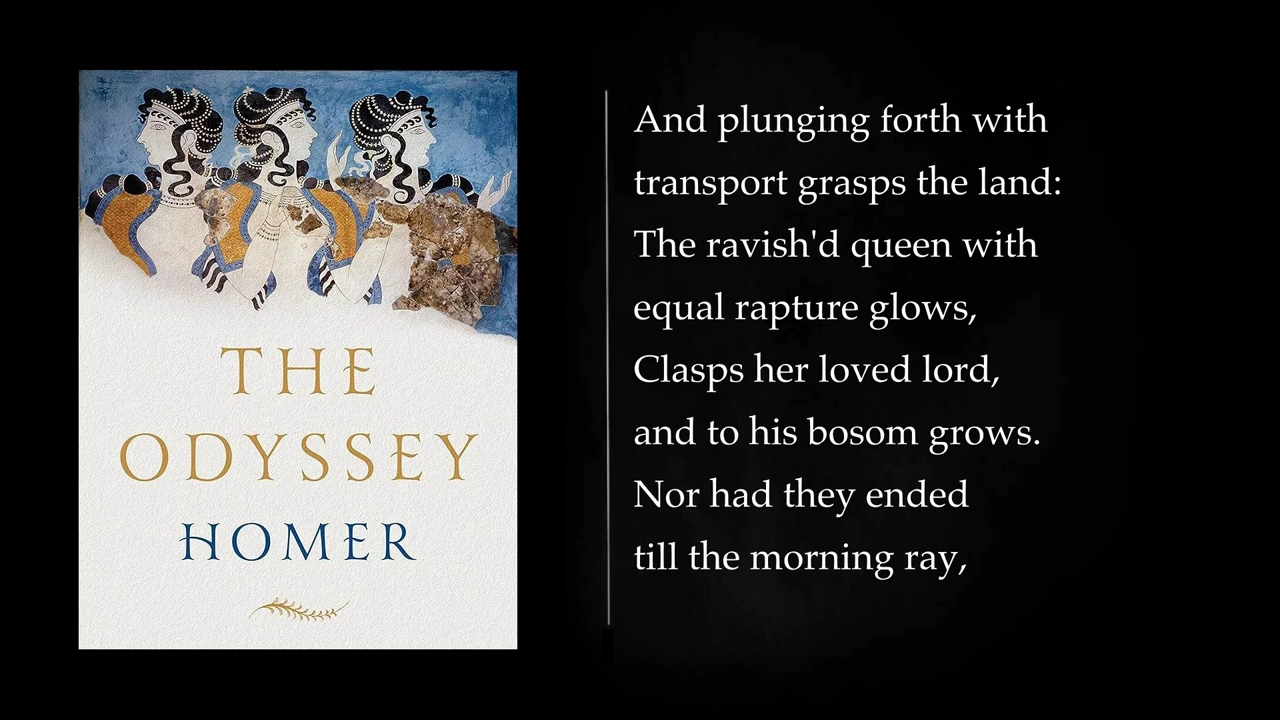 THE
ODYSSEY
HOMER
And plunging forth with
transport grasps the land:
The ravish'd queen with
equal rapture glows,
Clasps her loved lord,
and to his bosom grows.
Nor had they ended
till the morning ray,